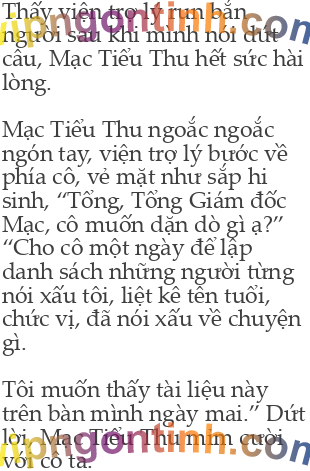 Thấy viện trợ lý run bắn
người sau khi mình nói dứt
câu, Mạc Tiểu Thu hết sức hài
lòng.
Mạc Tiểu Thu ngoắc ngoắc
ngón tay, viện trợ lý bước về
phía cô, vẻ mặt như sắp hi
sinh, “Tổng, Tổng Giám đốc
Mạc, cô muốn dặn dò gì ạ?”
“Cho cô một ngày để lập
danh sách những người từng
nói xấu tôi, liệt kê tên tuổi,
chức vị, đã nói xấu về chuyện
gì.
Tôi muốn thấy tài liệu này
trên bàn mình ngày mai.” Dứt
lời, Mạc Tiểu Thu mỉm cười
với cô ta.
vipngontinh.com
vipngontinh.com